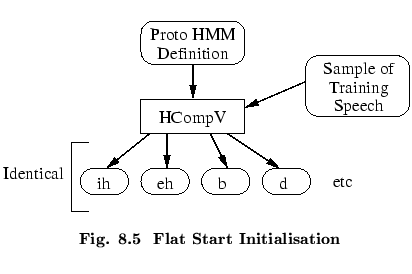 Proto HMM
Definition
Sample of
Training
Speech
HCompV
Identical
ih
eh
b
d
etc
Fig. 8.5 Flat Start Initialisation